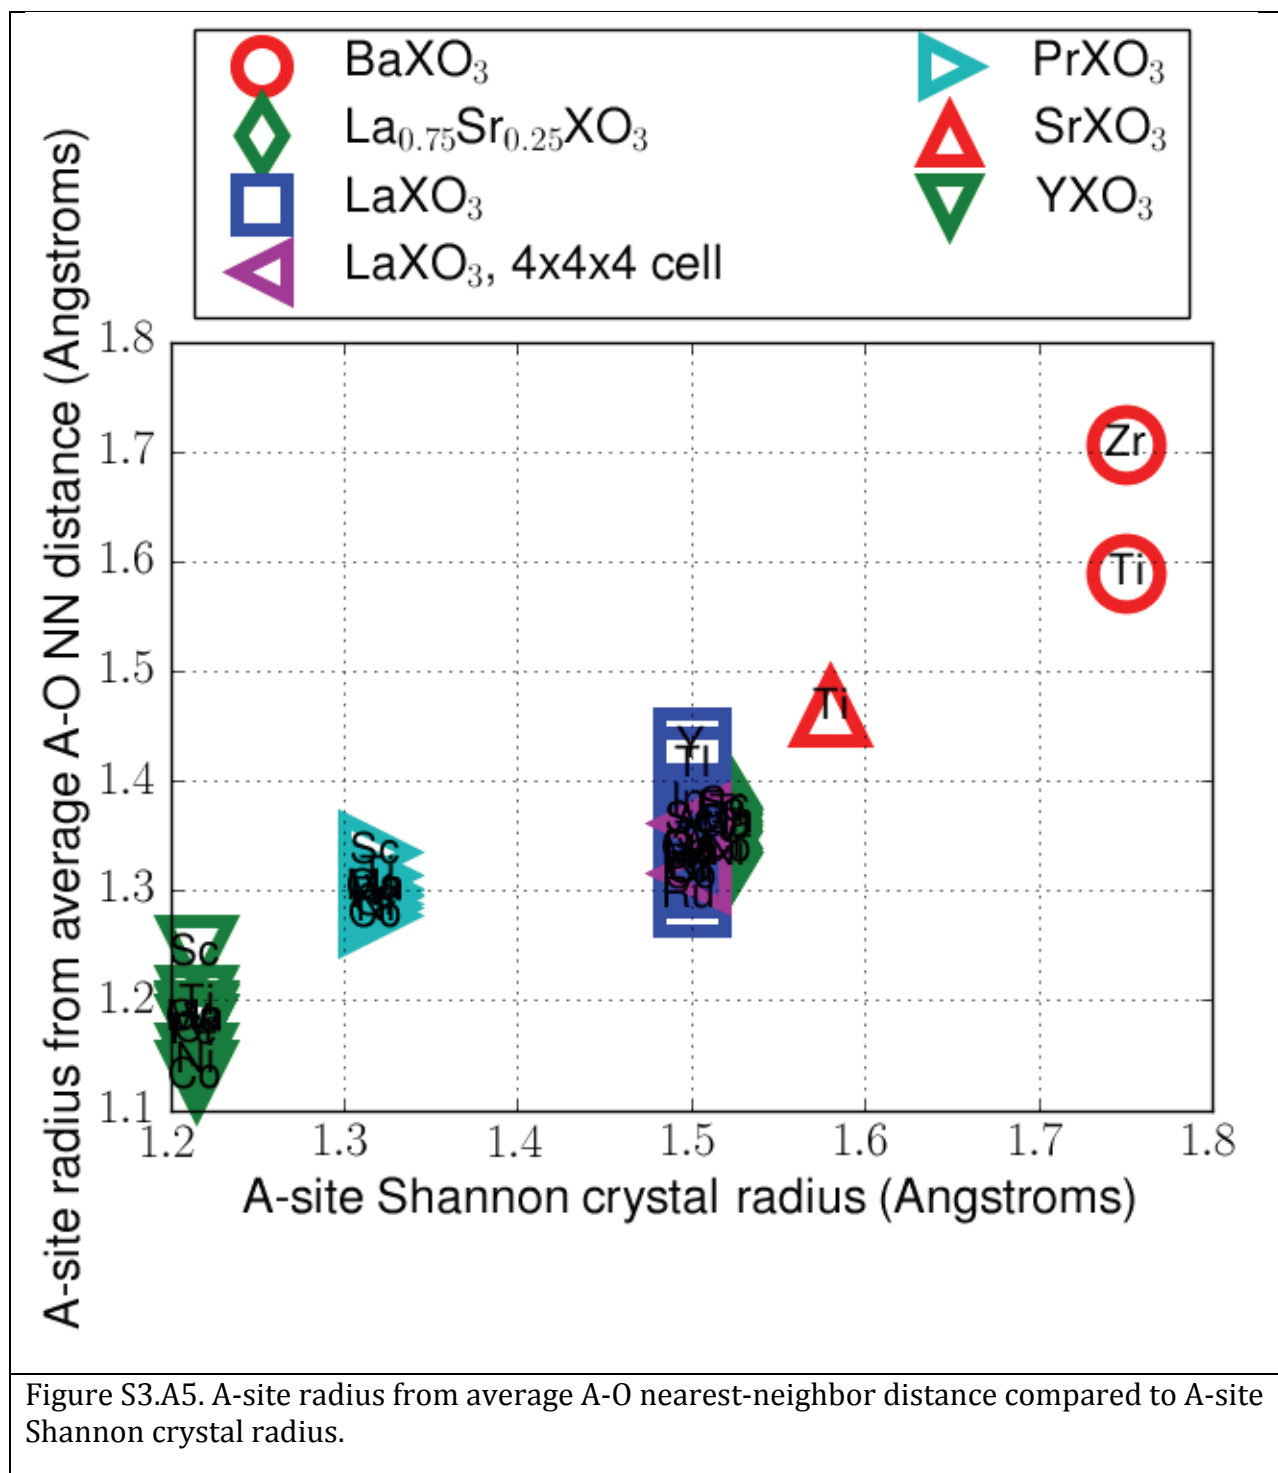 BaXO₃
La₀.₇₅Sr₀.₂₅XO₃
LaXO₃
LaXO₃, 4x4x4 cell
PrXO₃
SrXO₃
YXO₃
A-site radius from average A-O NN distance (Angstroms)
1.8
1.7
1.6
1.5
1.4
1.3
1.2
1.1
Zr
Ti
Ti
Y
Tl
In
Ru
Sc
Co
Sc
Ti
Ni
Co
1.2 1.3 1.4 1.5 1.6 1.7 1.8
A-site Shannon crystal radius (Angstroms)
Figure S3.A5. A-site radius from average A-O nearest-neighbor distance compared to A-site
Shannon crystal radius.